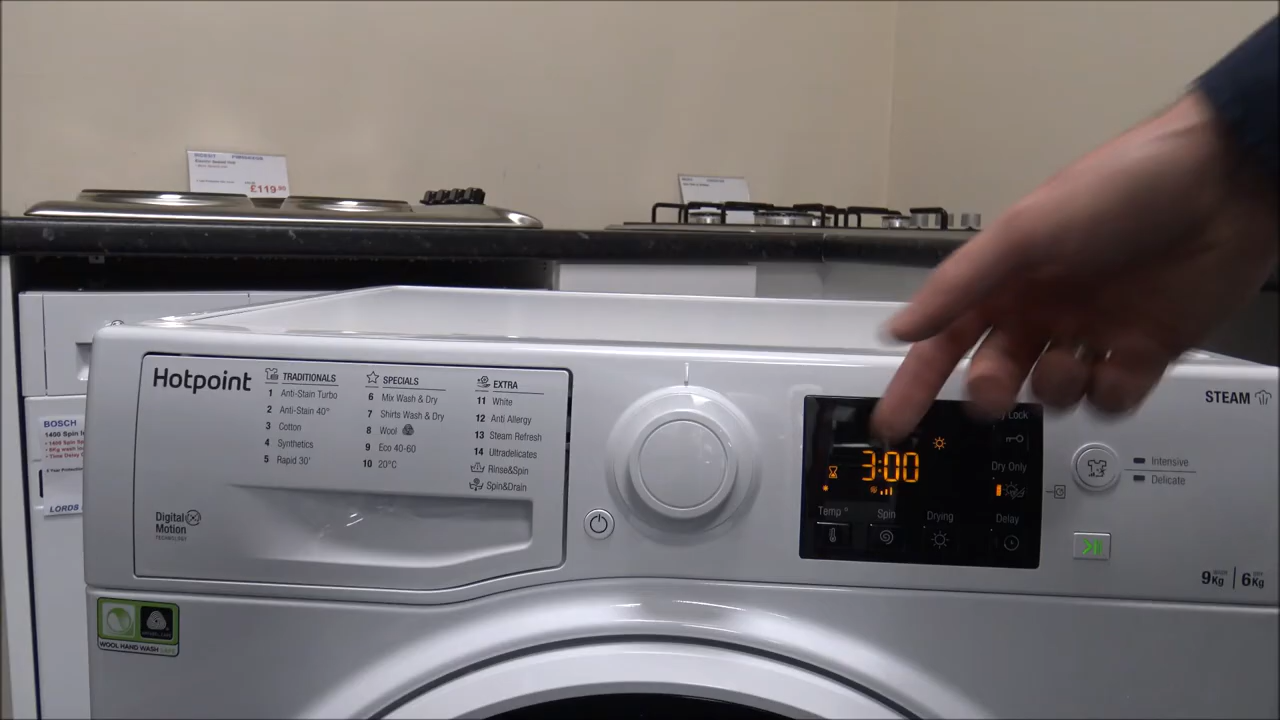 £119.99
Hotpoint
TRADITIONALS
1 Anti-Stain Turbo
2 Anti-Stain 40°
3 Cotton
4 Synthetics
5 Rapid 30'
SPECIALS
6 Mix Wash & Dry
7 Shirts Wash & Dry
8 Wool
9 Eco 40-60
10 20°C
EXTRA
11 White
12 Anti Allergy
13 Steam Refresh
14 Ultradelicates
Rinse&Spin
Spin&Drain
Digital
Motion
TECHNOLOGY
3:00
Lock
Dry Only
Temp °
Spin
Drying
Delay
STEAM
Intensive
Delicate
9Kg 6Kg
BOSCH
1400 Spin
LORDS
WOOL HAND WASH SAFE